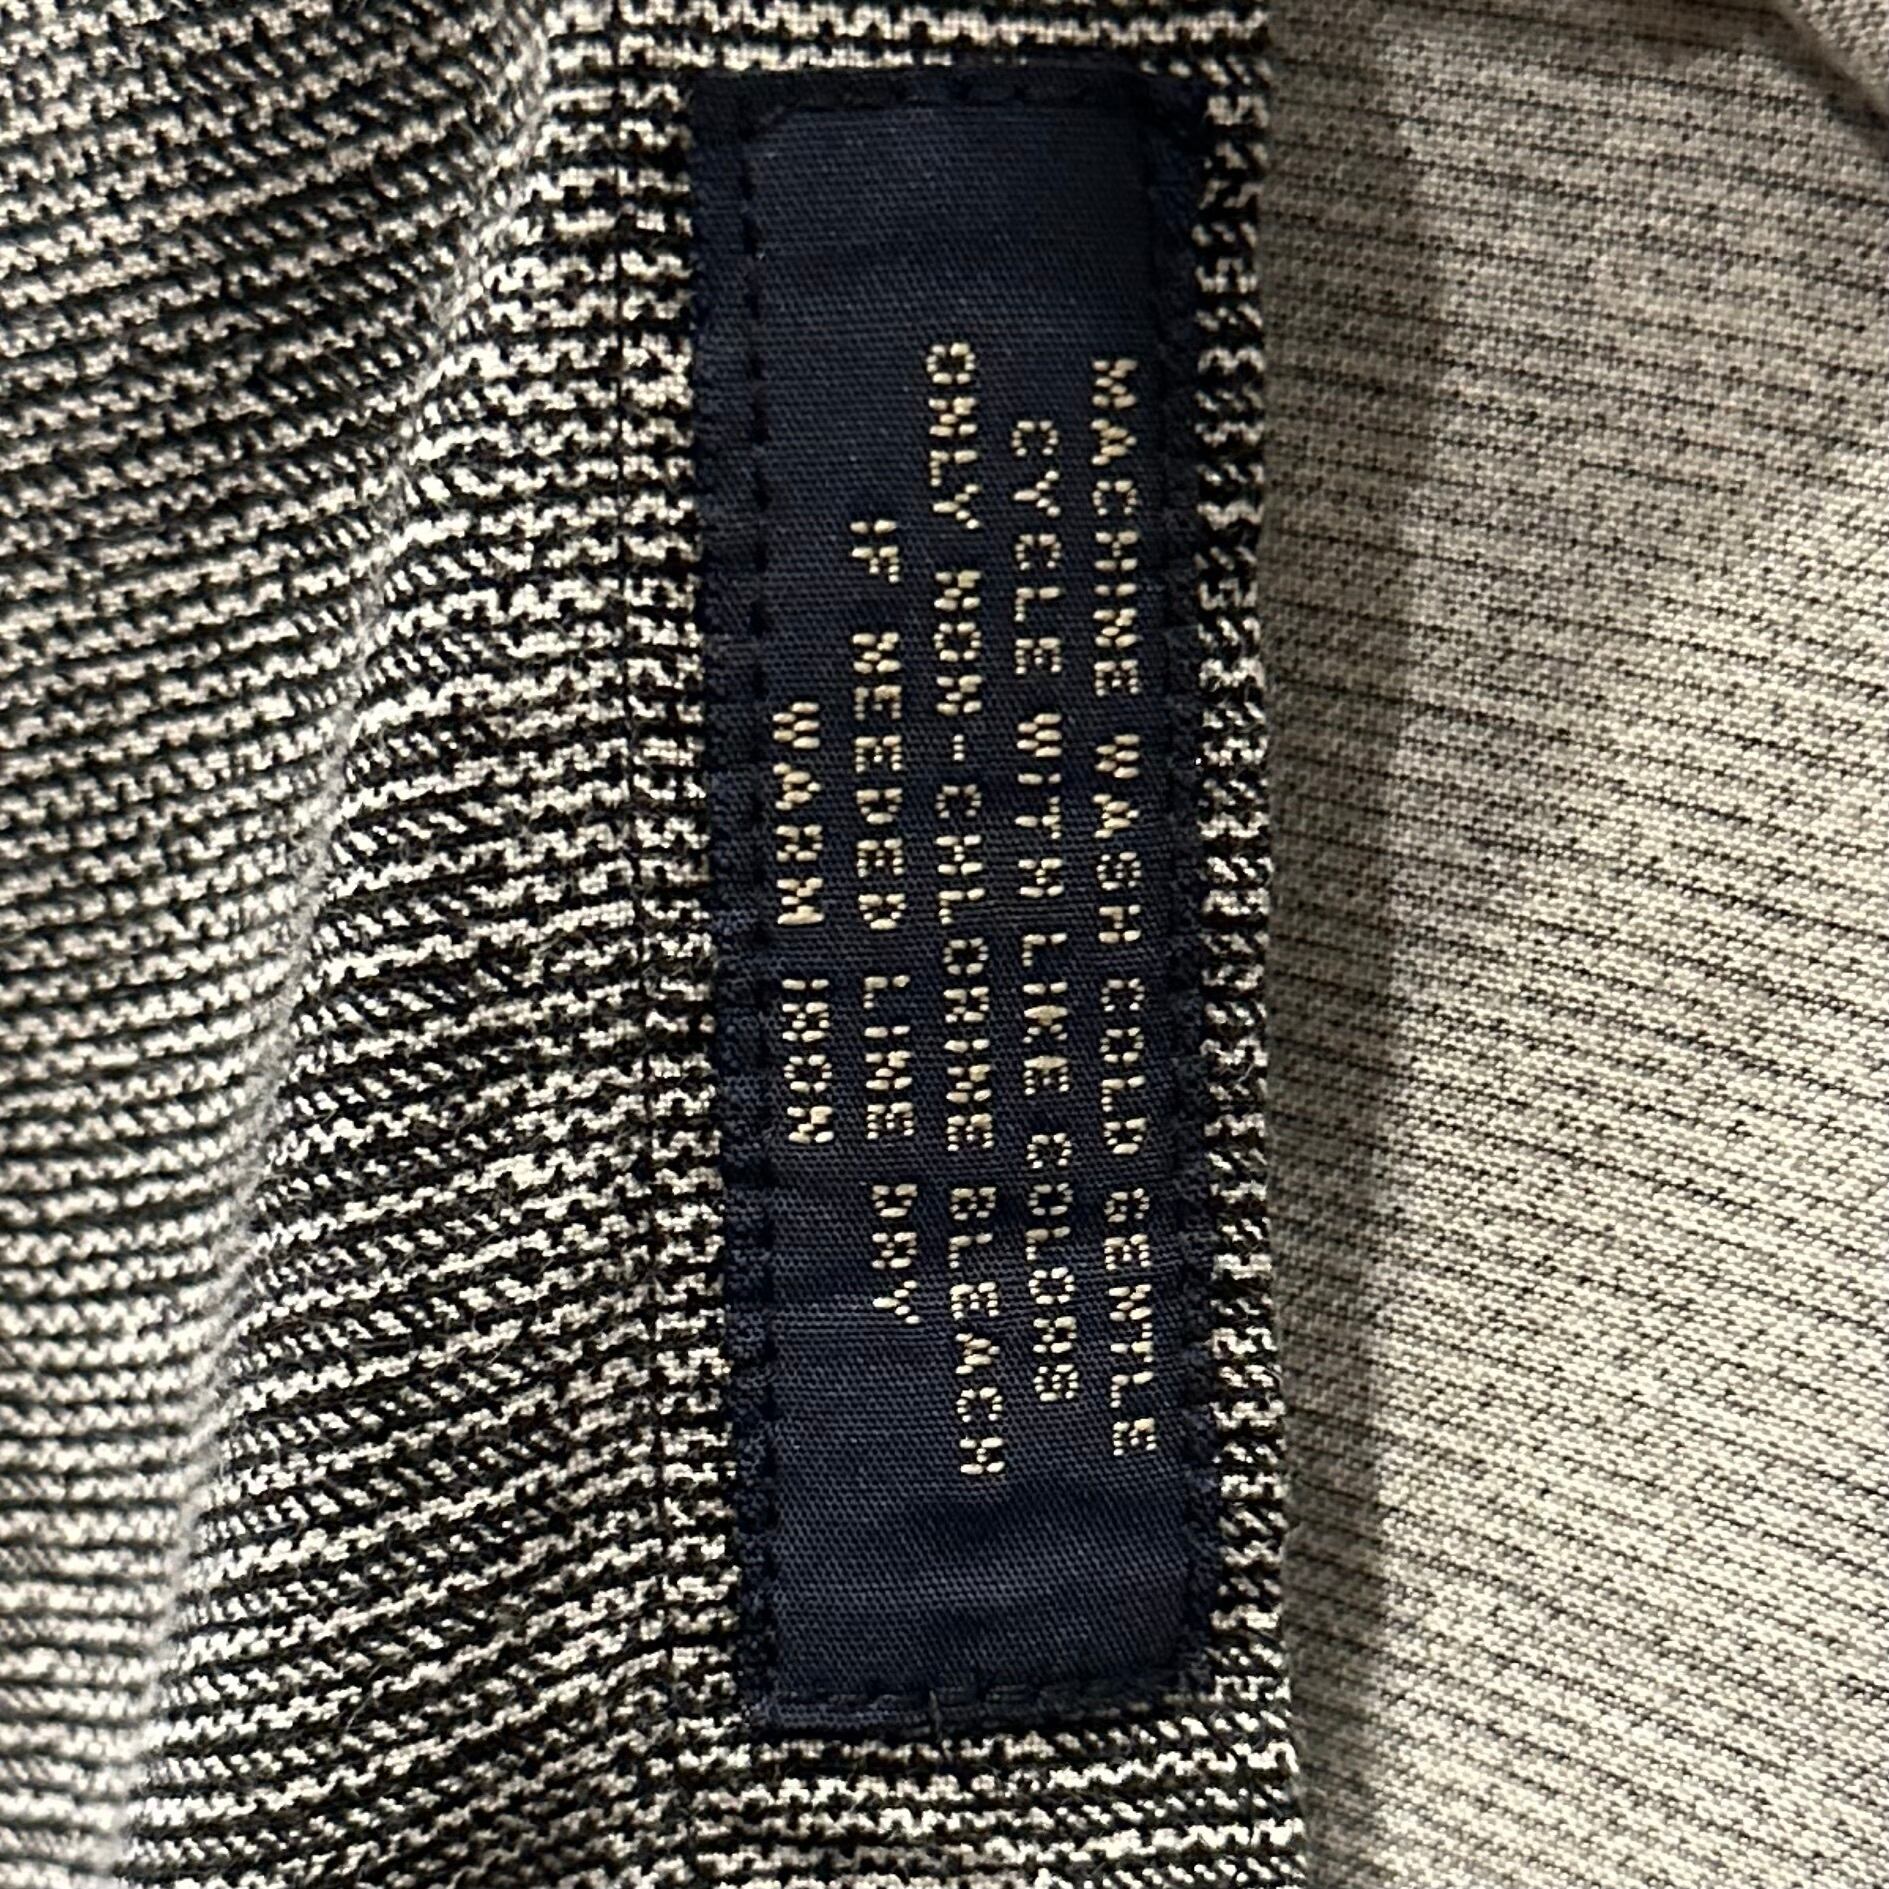 MACHINE WASH COLD GENTLE
CYCLE WITH LIKE COLORS
ONLY NON-CHLORINE BLEACH
IF NEEDED LINE DRY
WARM IRON